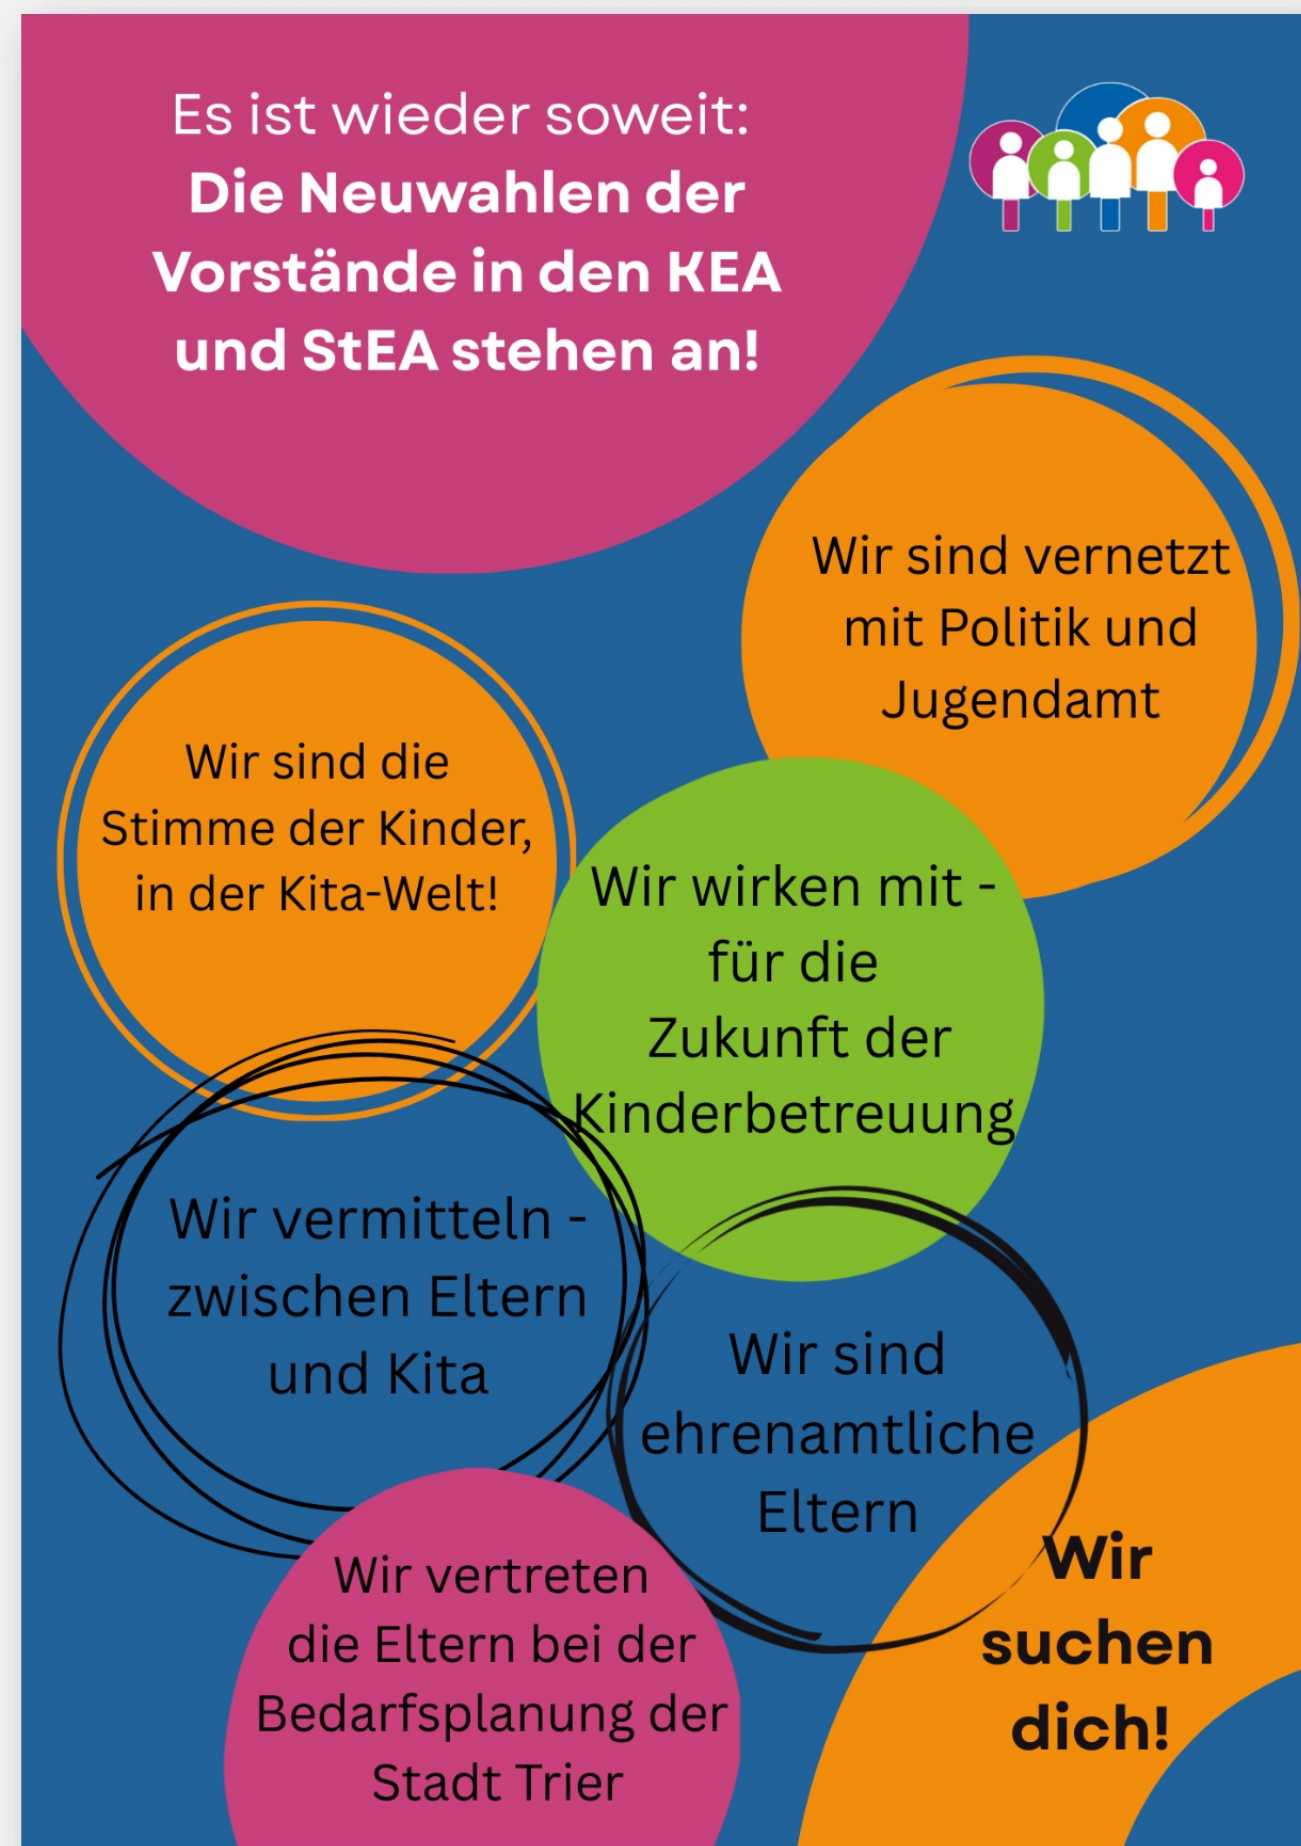 Es ist wieder soweit:
Die Neuwahlen der
Vorstände in den KEA
und StEA stehen an!
Wir sind vernetzt
mit Politik und
Jugendamt
Wir sind die
Stimme der Kinder,
in der Kita-Welt!
Wir wirken mit -
für die
Zukunft der
Kinderbetreuung
Wir vermitteln -
zwischen Eltern
und Kita
Wir sind
ehrenamtliche
Eltern
Wir vertreten
die Eltern bei der
Bedarfsplanung der
Stadt Trier
Wir
suchen
dich!